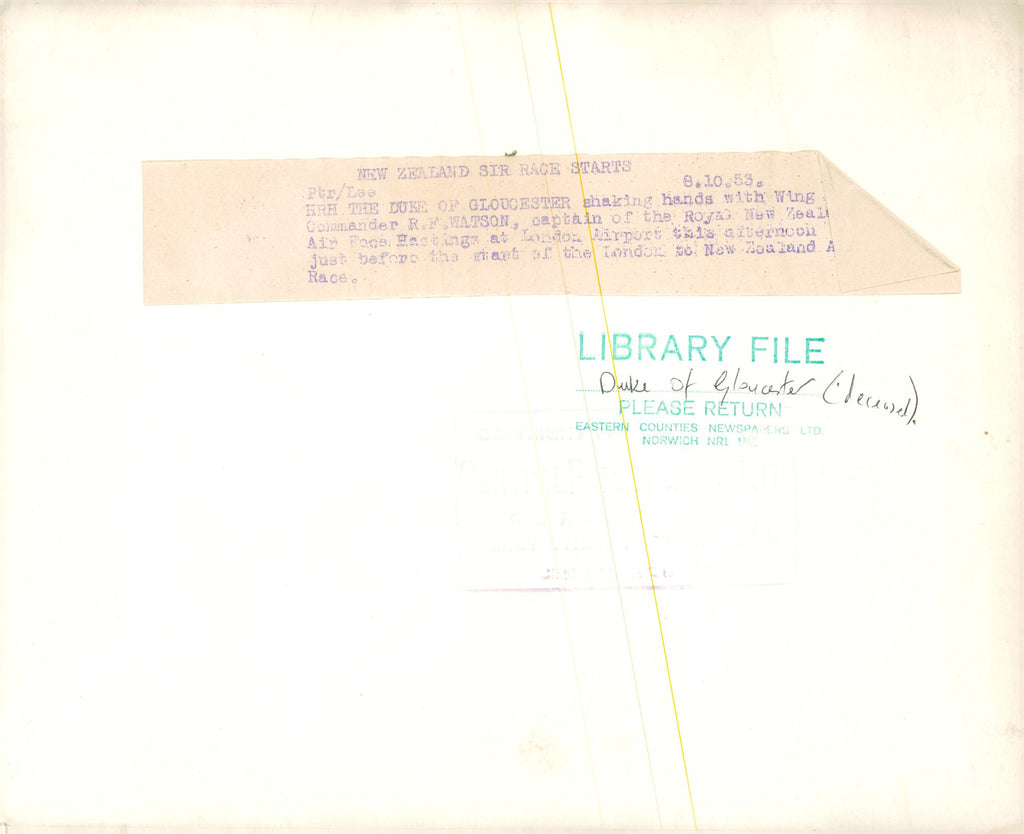 NEW ZEALAND SIR RACE STARTS
8.10.53.
Ptr/Lee
HRH THE DUKE OF GLOUCESTER shaking hands with Wing
Commander R.F.WATSON, captain of the Royal New Zeal
Air Foce Hastings at London Airport this afternoon
just before the start of the London to New Zealand A
Race.
LIBRARY FILE
Duke of Gloucester (deceased).
PLEASE RETURN
EASTERN COUNTIES NEWSPAPERS LTD.
NORWICH NR1